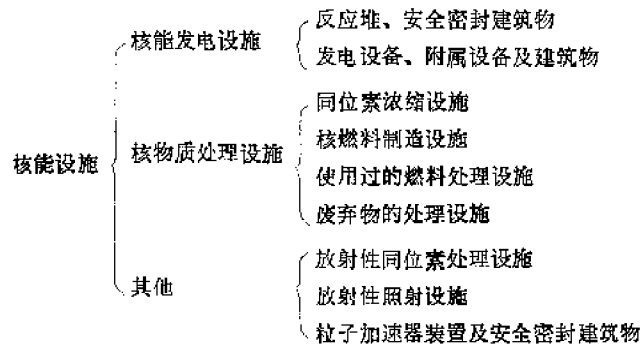 核能设施
核能发电设施
反应堆、安全密封建筑物
发电设备、附属设备及建筑物
核物质处理设施
同位素浓缩设施
核燃料制造设施
使用过的燃料处理设施
废弃物的处理设施
其他
放射性同位素处理设施
放射性照射设施
粒子加速器装置及安全密封建筑物